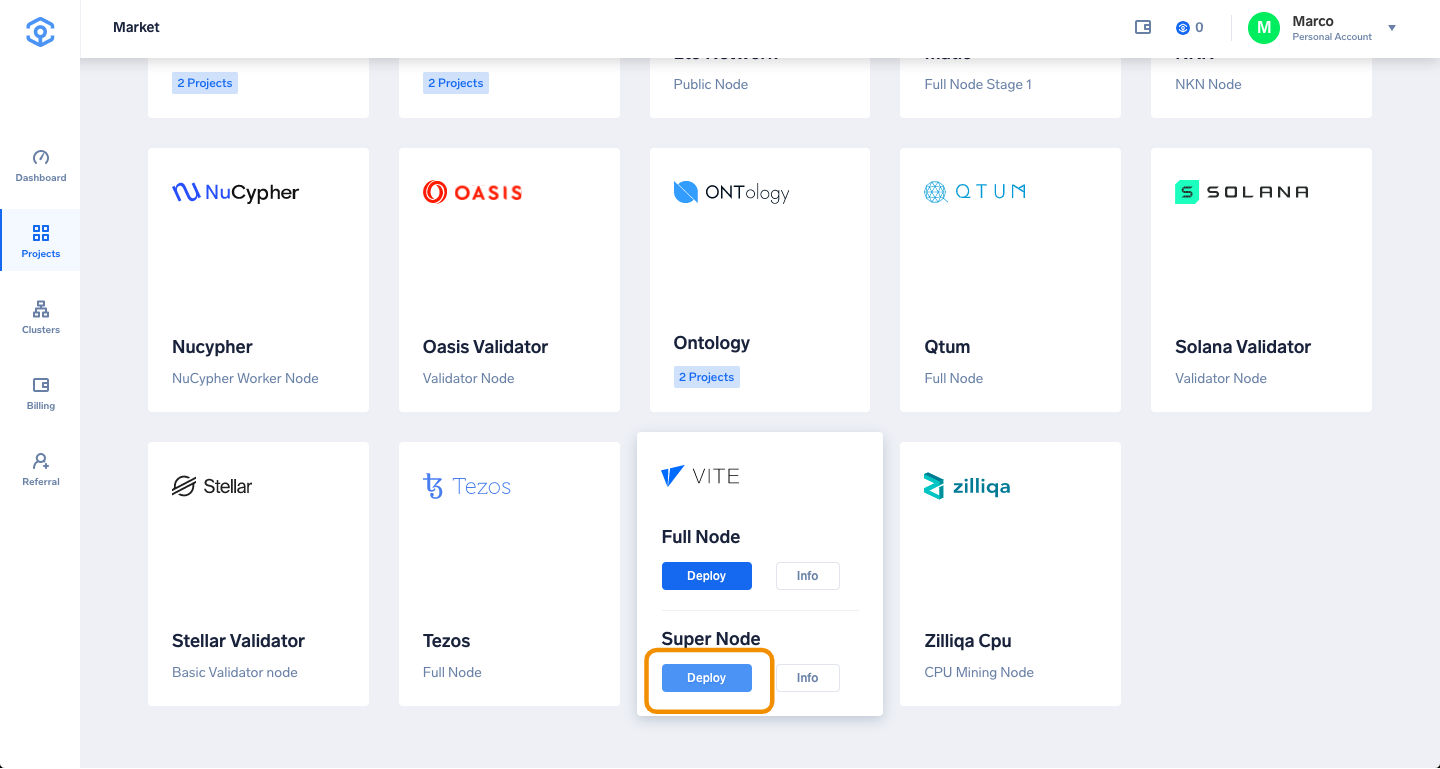 Market
0
M
Marco
Personal Account
Dashboard
Projects
Clusters
Billing
Referral
2 Projects
2 Projects
Public Node
Full Node Stage 1
NKN Node
NuCypher
Nucypher
NuCypher Worker Node
OASIS
Oasis Validator
Validator Node
ONTology
Ontology
2 Projects
QTUM
Qtum
Full Node
SOLANA
Solana Validator
Validator Node
Stellar
Stellar Validator
Basic Validator node
Tezos
Tezos
Full Node
VITE
Full Node
Deploy
Info
Super Node
Deploy
Info
zilliqa
Zilliqa Cpu
CPU Mining Node